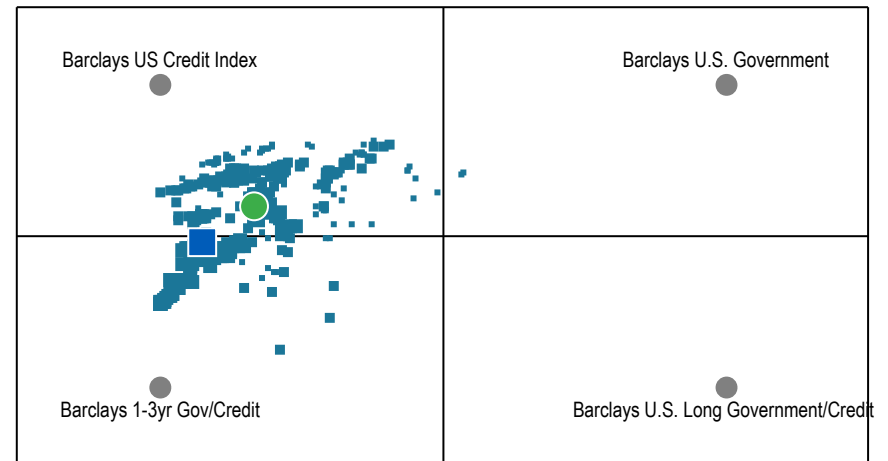 Barclays US Credit Index
Barclays U.S. Government
Barclays 1-3yr Gov/Credit
Barclays U.S. Long Government/Credit